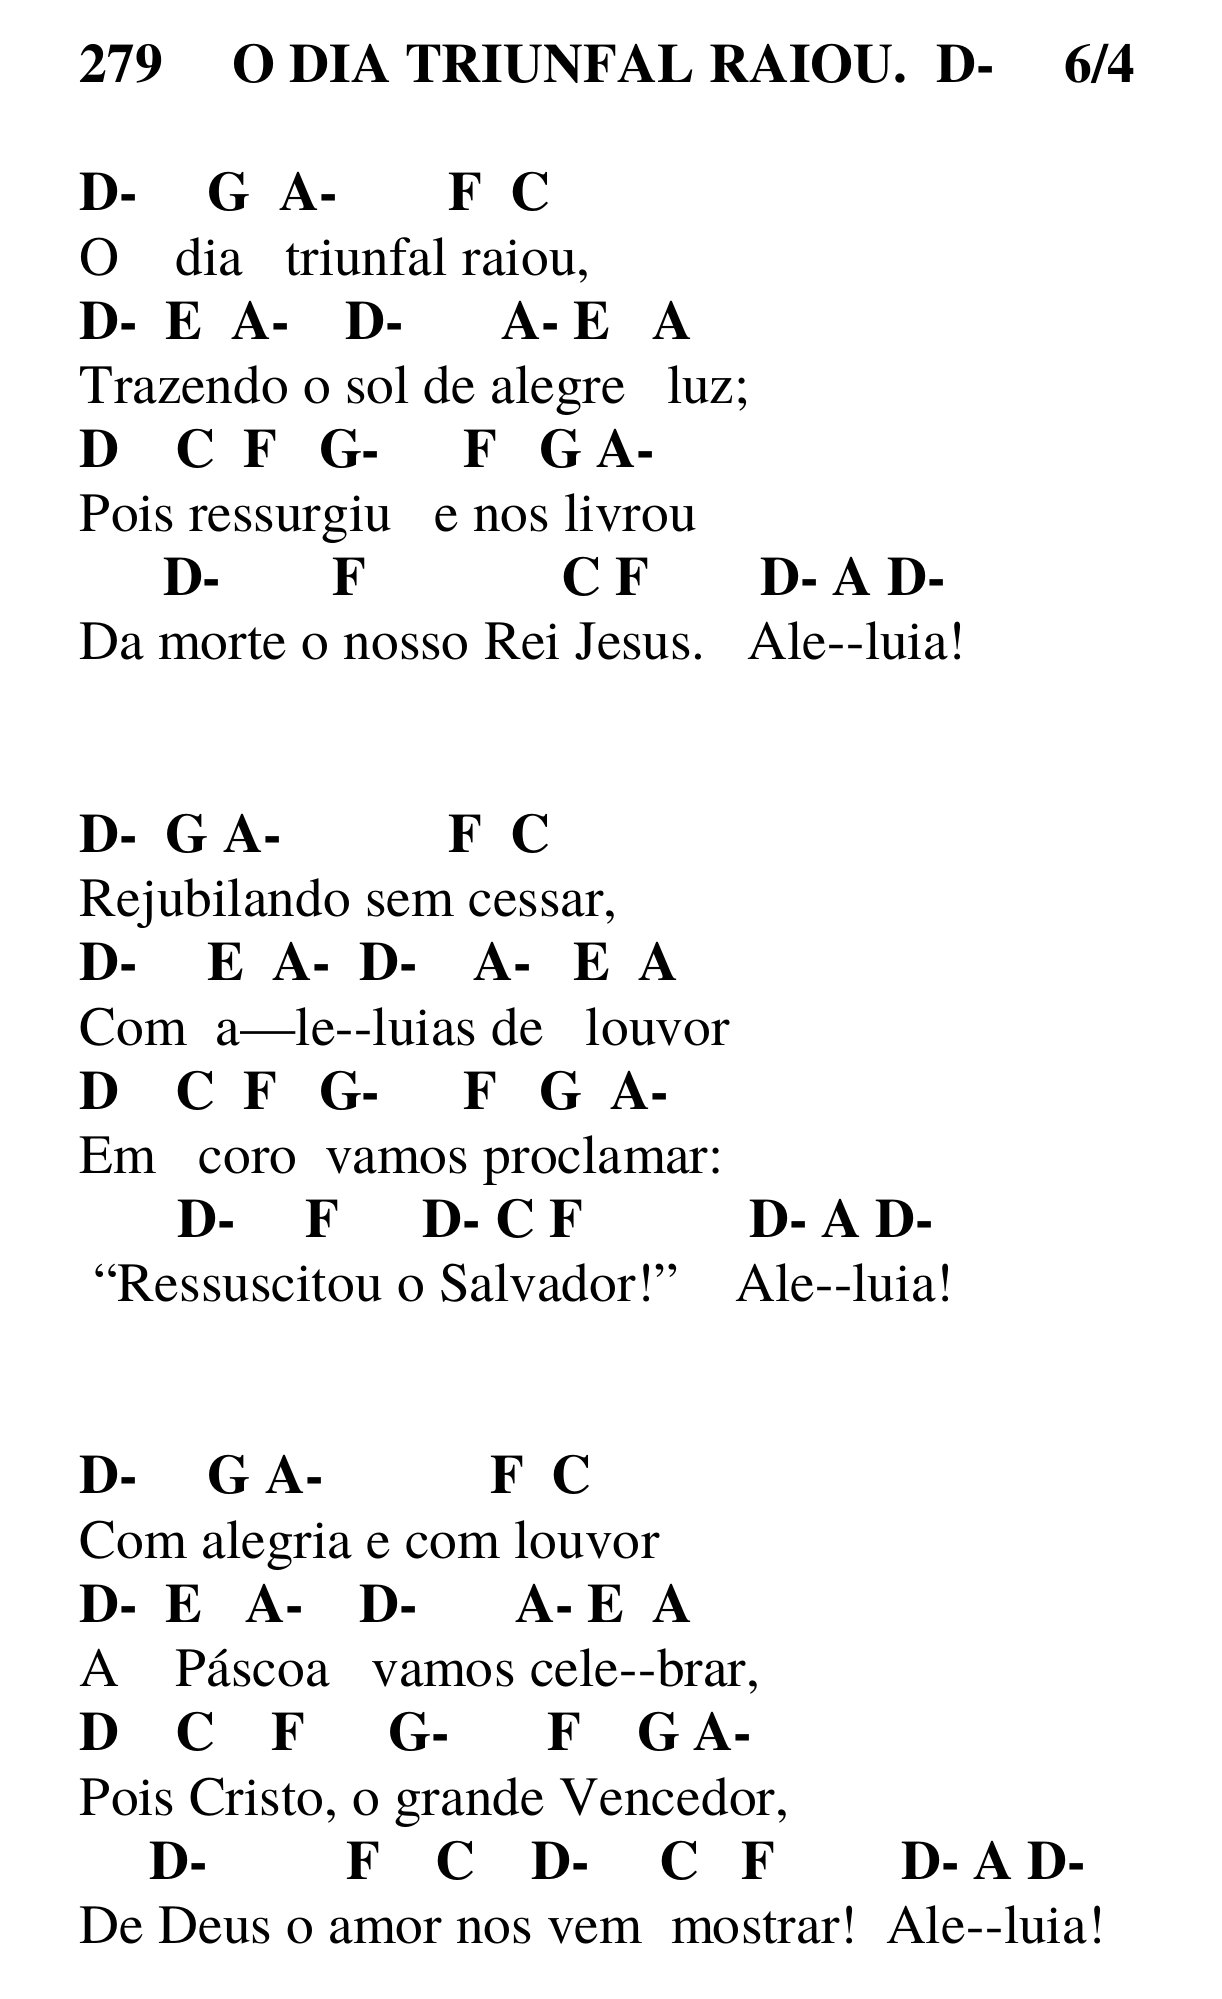 279 O DIA TRIUNFAL RAIOU. D- 6/4
D- G A- F C
O dia triunfal raiou,
D- E A- D- A- E A
Trazendo o sol de alegre luz;
D C F G- F G A-
Pois ressurgiu e nos livrou
D- F C F D- A D-
Da morte o nosso Rei Jesus. Ale--luia!
D- G A- F C
Rejubilando sem cessar,
D- E A- D- A- E A
Com a—le--luias de louvor
D C F G- F G A-
Em coro vamos proclamar:
D- F D- C F D- A D-
“Ressuscitou o Salvador!” Ale--luia!
D- G A- F C
Com alegria e com louvor
D- E A- D- A- E A
A Páscoa vamos cele--brar,
D C F G- F G A-
Pois Cristo, o grande Vencedor,
D- F C D- C F D- A D-
De Deus o amor nos vem mostrar! Ale--luia!